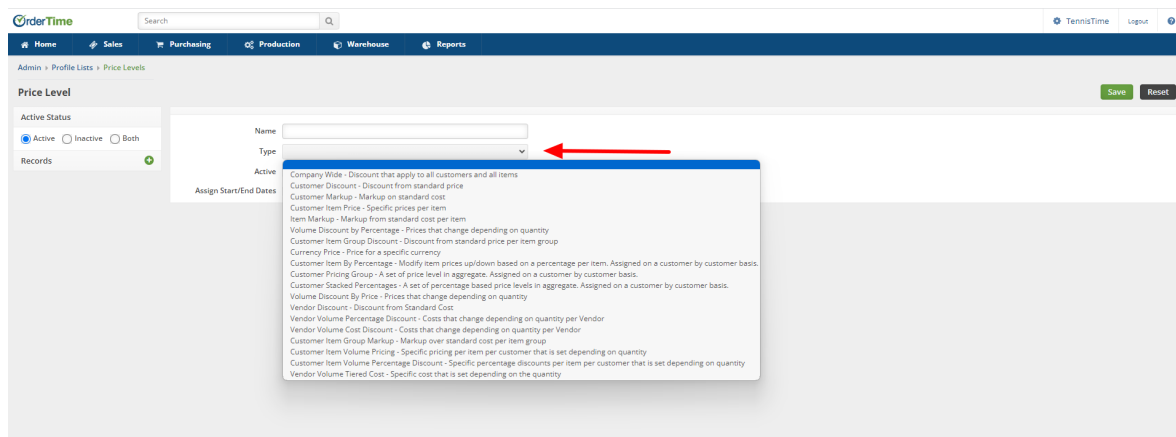 OrderTime
Search
TennisTime Logout
Home Sales Purchasing Production Warehouse Reports
Admin › Profile Lists › Price Levels
Price Level
Save Reset
Active Status
Active Inactive Both
Records
Name
Type
Active
Assign Start/End Dates
Company Wide - Discount that apply to all customers and all items
Customer Discount - Discount from standard price
Customer Markup - Markup on standard cost
Customer Item Price - Specific prices per item
Item Markup - Markup from standard cost per item
Volume Discount by Percentage - Prices that change depending on quantity
Customer Item Group Discount - Discount from standard price per item group
Currency Price - Price for a specific currency
Customer Item By Percentage - Modify item prices up/down based on a percentage per item. Assigned on a customer by customer basis.
Customer Pricing Group - A set of price level in aggregate. Assigned on a customer by customer basis.
Customer Stacked Percentages - A set of percentage based price levels in aggregate. Assigned on a customer by customer basis.
Volume Discount By Price - Prices that change depending on quantity
Vendor Discount - Discount from Standard Cost
Vendor Volume Percentage Discount - Costs that change depending on quantity per Vendor
Vendor Volume Cost Discount - Costs that change depending on quantity per Vendor
Customer Item Group Markup - Markup over standard cost per item group
Customer Item Volume Pricing - Specific pricing per item per customer that is set depending on quantity
Customer Item Volume Percentage Discount - Specific percentage discounts per item per customer that is set depending on quantity
Vendor Volume Tiered Cost - Specific cost that is set depending on the quantity